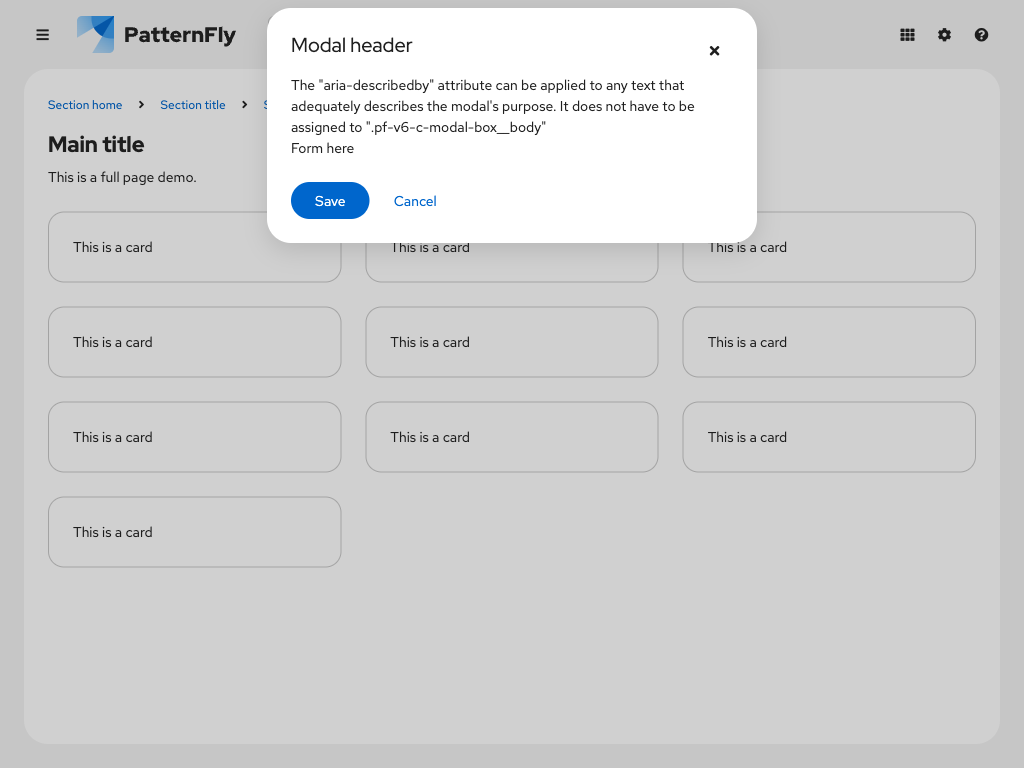 PatternFly
Modal header
The "aria-describedby" attribute can be applied to any text that
adequately describes the modal's purpose. It does not have to be
assigned to ".pf-v6-c-modal-box__body"
Form here
Save
Cancel
Section home
Section title
Main title
This is a full page demo.
This is a card
This is a card
This is a card
This is a card
This is a card
This is a card
This is a card
This is a card
This is a card
This is a card